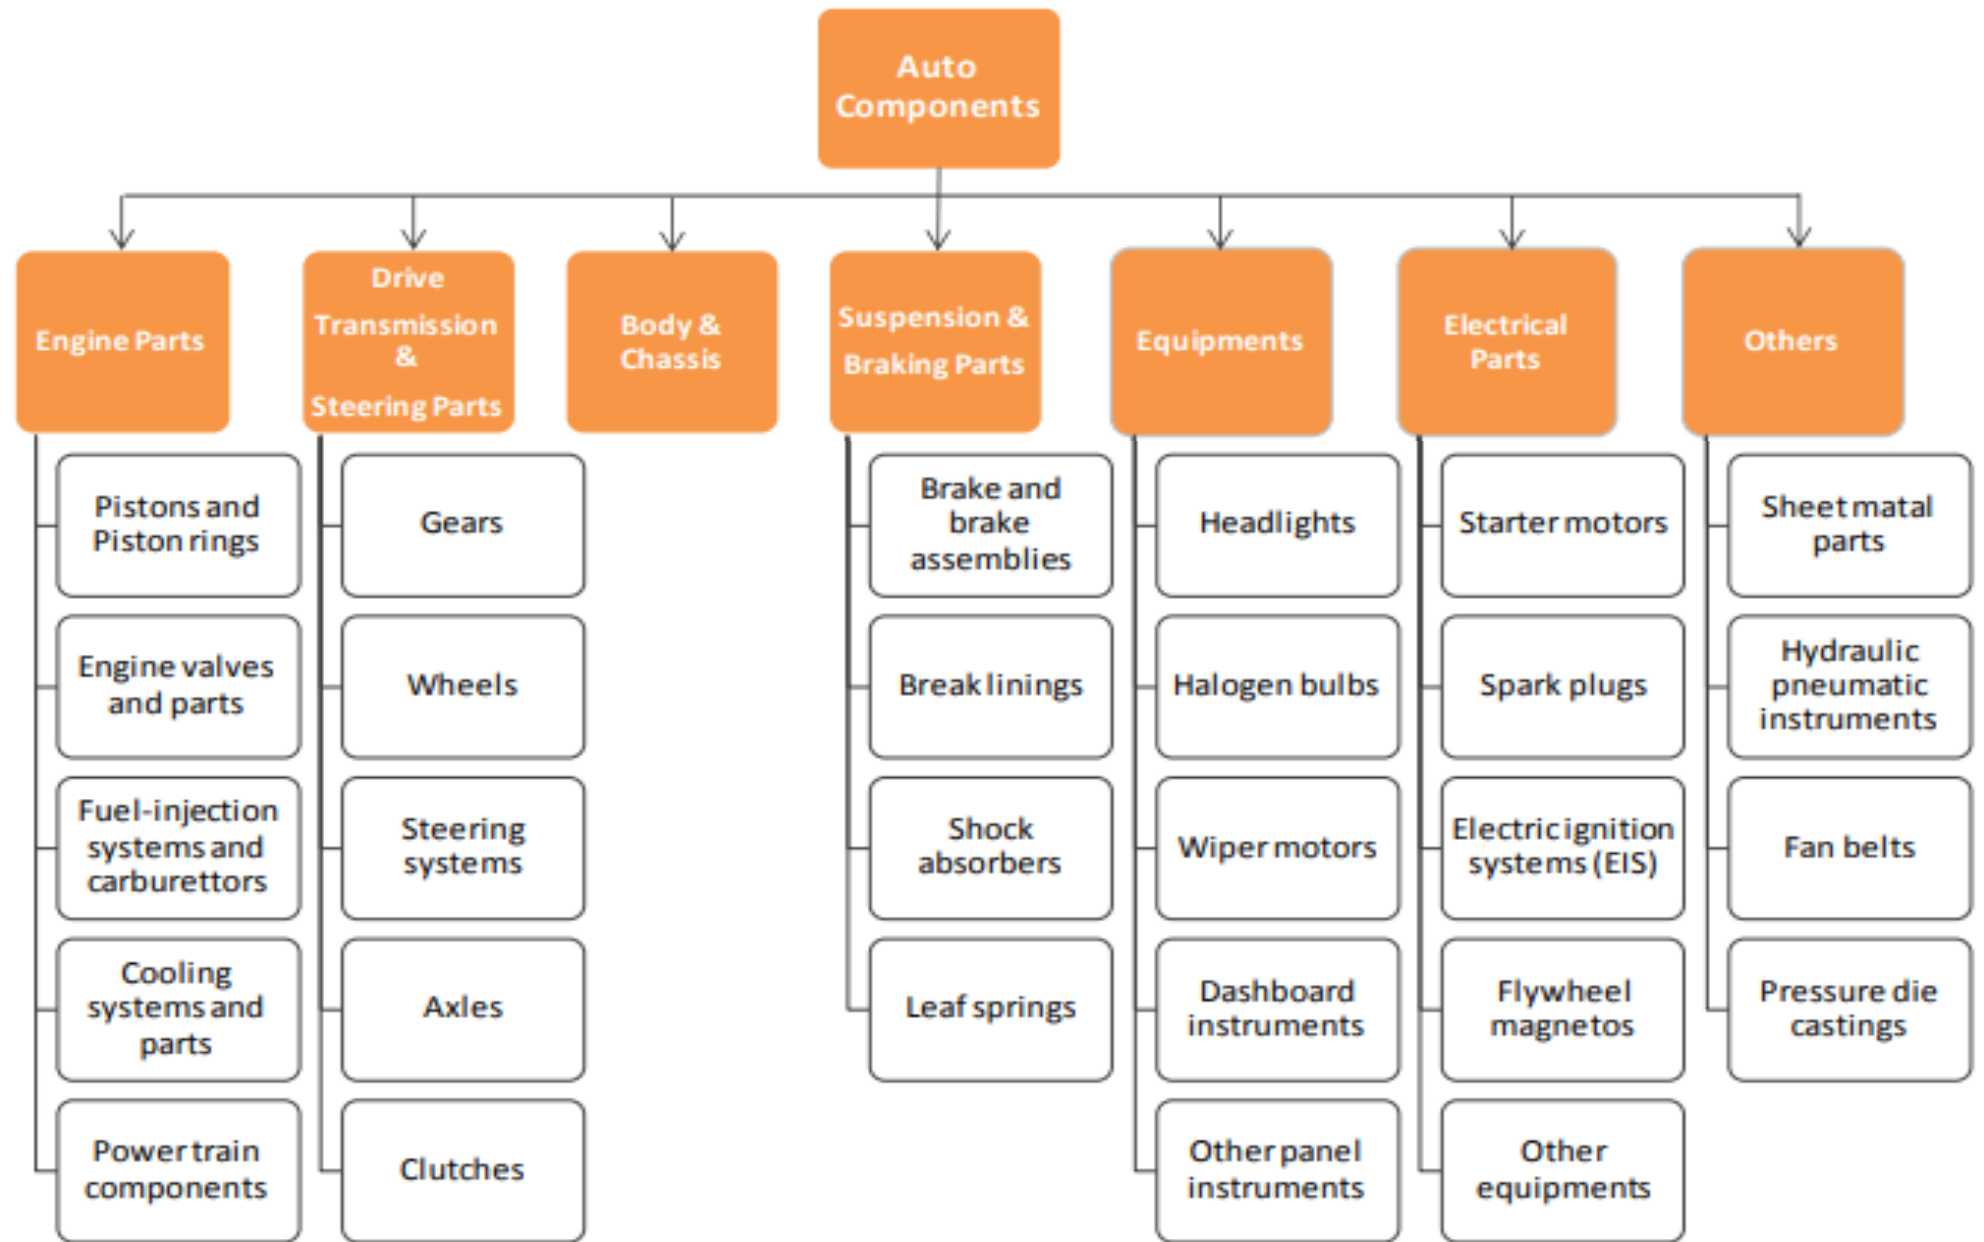 Auto
Components
Engine Parts
Drive
Transmission
&
Steering Parts
Body &
Chassis
Suspension &
Braking Parts
Equipments
Electrical
Parts
Others
Pistons and
Piston rings
Engine valves
and parts
Fuel-injection
systems and
carburettors
Cooling
systems and
parts
Power train
components
Gears
Wheels
Steering
systems
Axles
Clutches
Brake and
brake
assemblies
Break linings
Shock
absorbers
Leaf springs
Headlights
Halogen bulbs
Wiper motors
Dashboard
instruments
Other panel
instruments
Starter motors
Spark plugs
Electric ignition
systems (EIS)
Flywheel
magnetos
Other
equipments
Sheet matal
parts
Hydraulic
pneumatic
instruments
Fan belts
Pressure die
castings